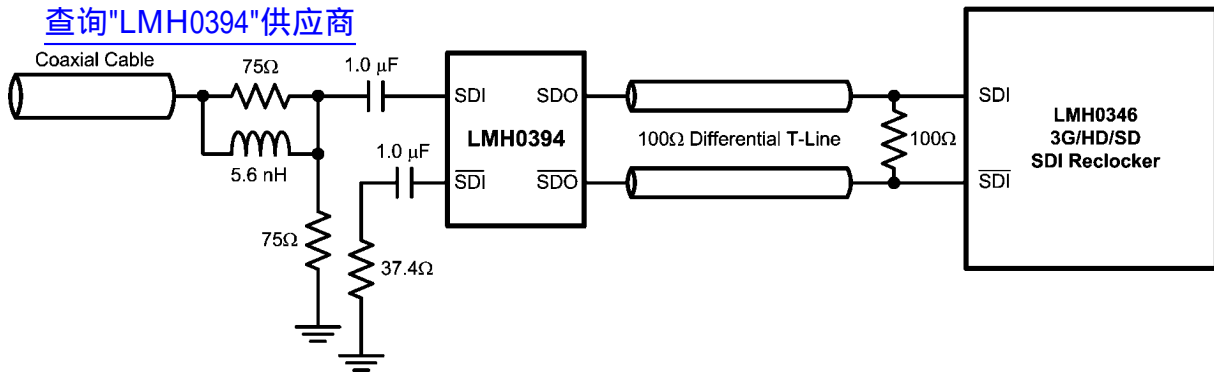 查询"LMH0394"供应商
Coaxial Cable
75Ω
1.0 µF
5.6 nH
75Ω
1.0 µF
37.4Ω
SDI
SDO
LMH0394
SDI
SDO
100Ω Differential T-Line
100Ω
SDI
LMH0346
3G/HD/SD
SDI Reclocker
SDI